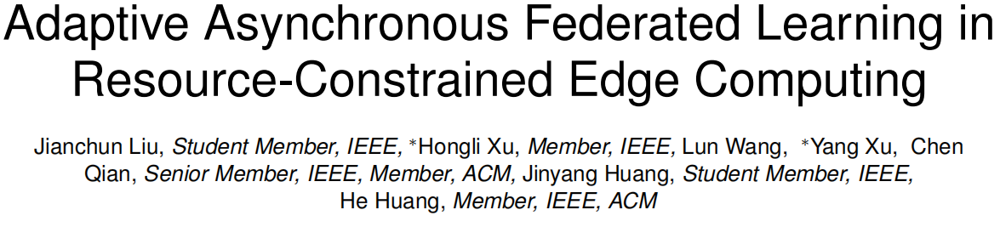 Adaptive Asynchronous Federated Learning in
Resource-Constrained Edge Computing
Jianchun Liu, Student Member, IEEE, *Hongli Xu, Member, IEEE, Lun Wang, *Yang Xu, Chen
Qian, Senior Member, IEEE, Member, ACM, Jinyang Huang, Student Member, IEEE,
He Huang, Member, IEEE, ACM